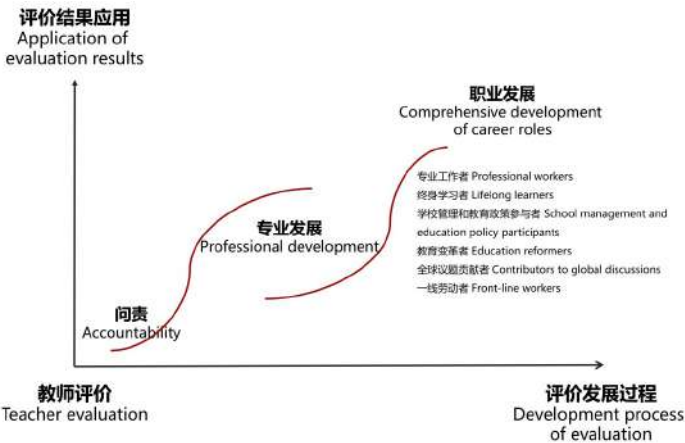 评价结果应用
Application of
evaluation results
职业发展
Comprehensive development
of career roles
专业工作者 Professional workers
终身学习者 Lifelong learners
学校管理和教育政策参与者 School management and
education policy participants
教育变革者 Education reformers
全球议题贡献者 Contributors to global discussions
一线劳动者 Front-line workers
专业发展
Professional development
问责
Accountability
教师评价
Teacher evaluation
评价发展过程
Development process
of evaluation